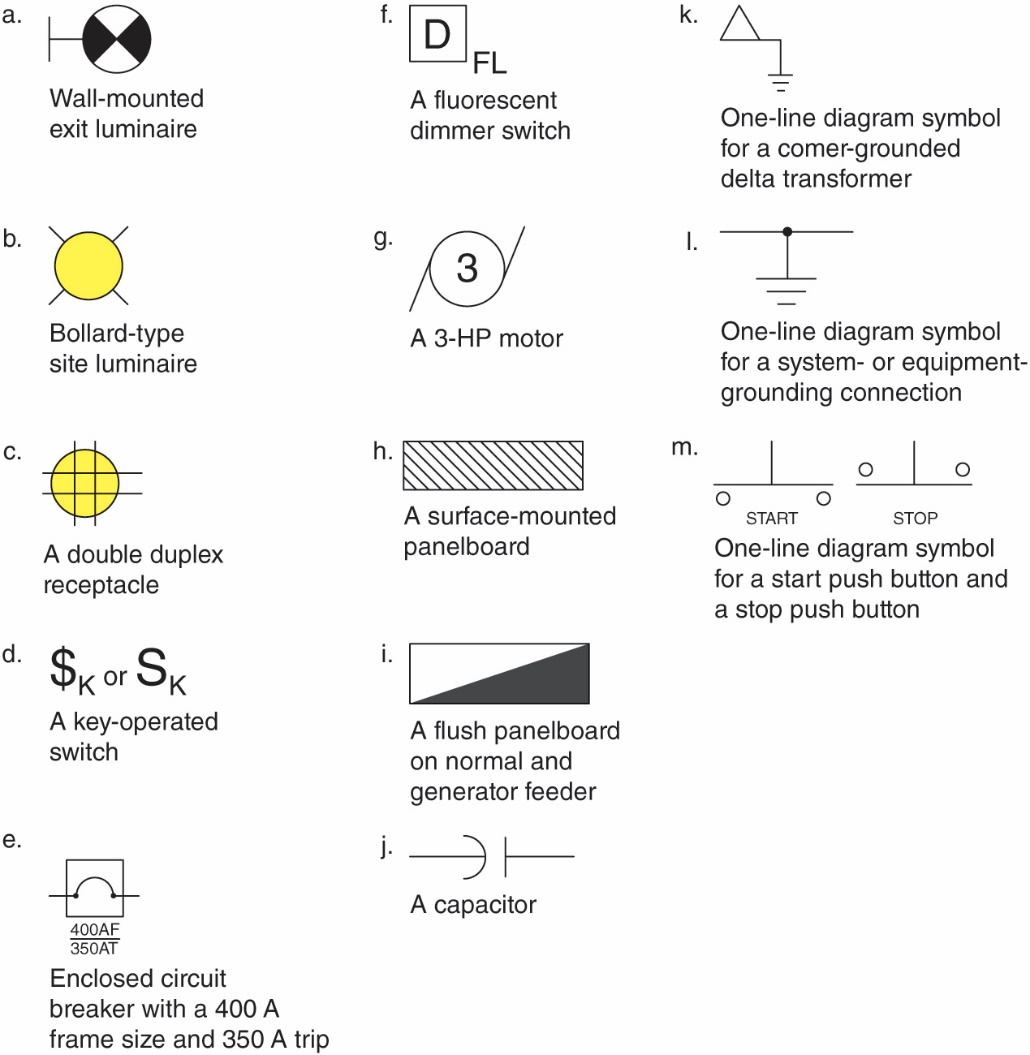 a.
Wall-mounted
exit luminaire
b.
Bollard-type
site luminaire
c.
A double duplex
receptacle
d.
$K or SK
A key-operated
switch
e.
400AF
350AT
Enclosed circuit
breaker with a 400 A
frame size and 350 A trip
f.
D
FL
A fluorescent
dimmer switch
g.
3
A 3-HP motor
h.
A surface-mounted
panelboard
i.
A flush panelboard
on normal and
generator feeder
j.
A capacitor
k.
One-line diagram symbol
for a comer-grounded
delta transformer
l.
One-line diagram symbol
for a system- or equipment-
grounding connection
m.
START STOP
One-line diagram symbol
for a start push button and
a stop push button